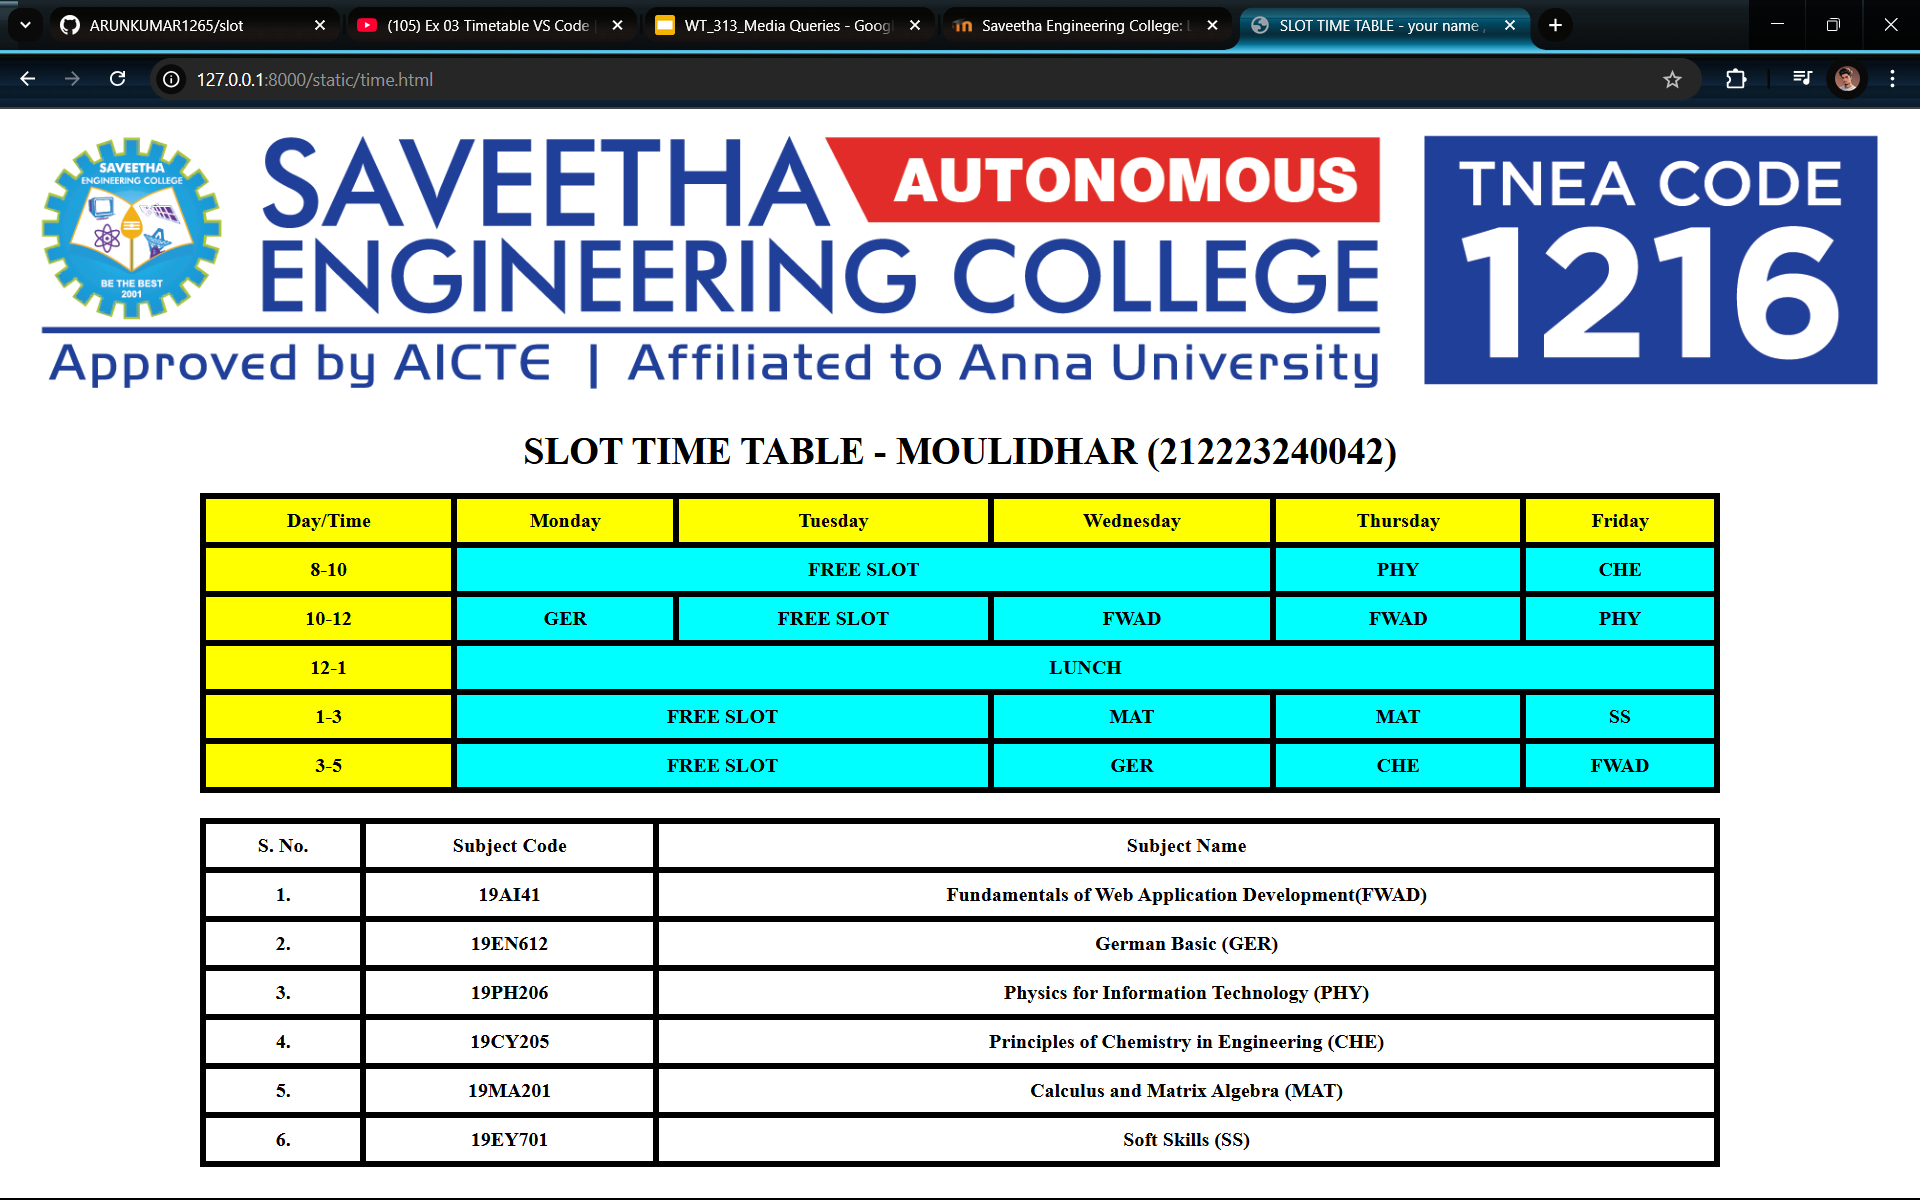 ARUNKUMAR1265/slot
(105) Ex 03 Timetable VS Code
WT_313_Media Queries - Goog
Saveetha Engineering College: L
SLOT TIME TABLE - your name
127.0.0.1:8000/static/time.html
SAVEETHA
ENGINEERING COLLEGE
BE THE BEST
2001
SAVEETHA AUTONOMOUS
ENGINEERING COLLEGE
Approved by AICTE | Affiliated to Anna University
TNEA CODE
1216
SLOT TIME TABLE - MOULIDHAR (212223240042)
Day/Time Monday Tuesday Wednesday Thursday Friday
8-10 FREE SLOT PHY CHE
10-12 GER FREE SLOT FWAD FWAD PHY
12-1 LUNCH
1-3 FREE SLOT MAT MAT SS
3-5 FREE SLOT GER CHE FWAD
S. No. Subject Code Subject Name
1. 19AI41 Fundamentals of Web Application Development(FWAD)
2. 19EN612 German Basic (GER)
3. 19PH206 Physics for Information Technology (PHY)
4. 19CY205 Principles of Chemistry in Engineering (CHE)
5. 19MA201 Calculus and Matrix Algebra (MAT)
6. 19EY701 Soft Skills (SS)